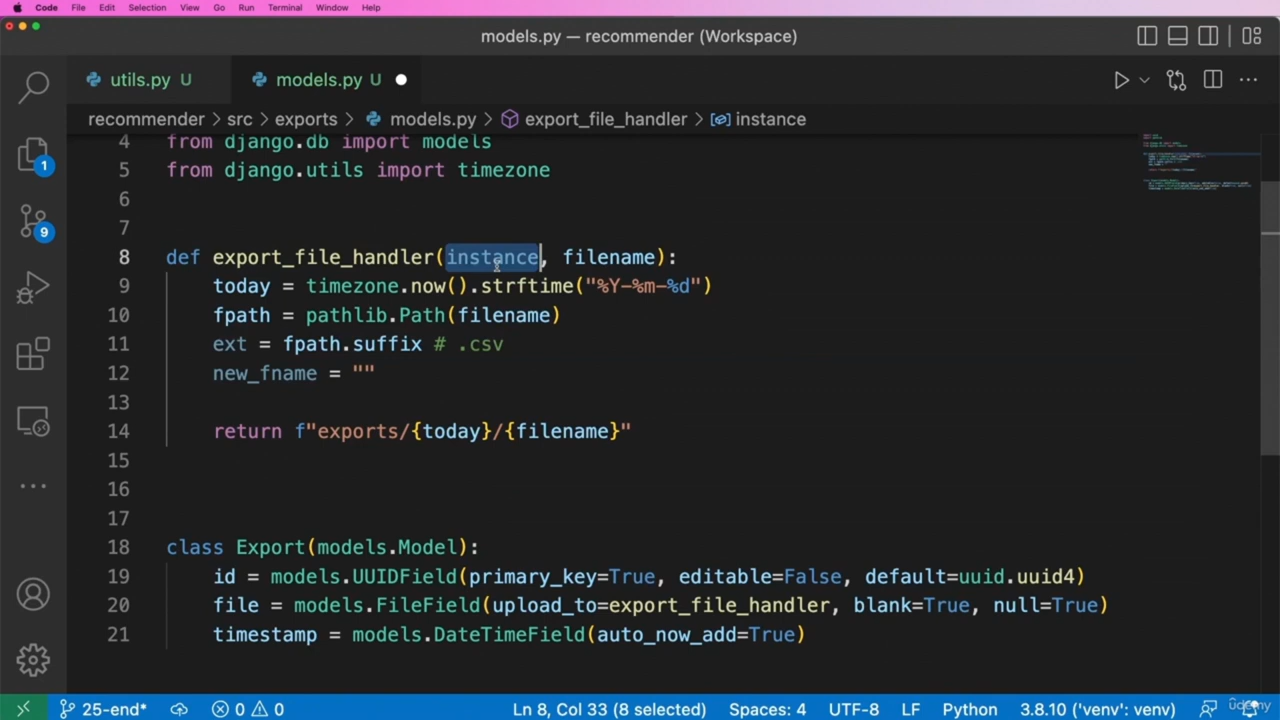 Code File Edit Selection View Go Run Terminal Window Help
models.py — recommender (Workspace)
utils.py U models.py U
recommender > src > exports > models.py > export_file_handler > instance
4 from django.db import models
5 from django.utils import timezone
6
7
8 def export_file_handler(instance, filename):
9 today = timezone.now().strftime("%Y-%m-%d")
10 fpath = pathlib.Path(filename)
11 ext = fpath.suffix # .csv
12 new_fname = ""
13
14 return f"exports/{today}/{filename}"
15
16
17
18 class Export(models.Model):
19 id = models.UUIDField(primary_key=True, editable=False, default=uuid.uuid4)
20 file = models.FileField(upload_to=export_file_handler, blank=True, null=True)
21 timestamp = models.DateTimeField(auto_now_add=True)
1
9
25-end* 0 0 Ln 8, Col 33 (8 selected) Spaces: 4 UTF-8 LF Python 3.8.10 ('venv': venv)
udemy